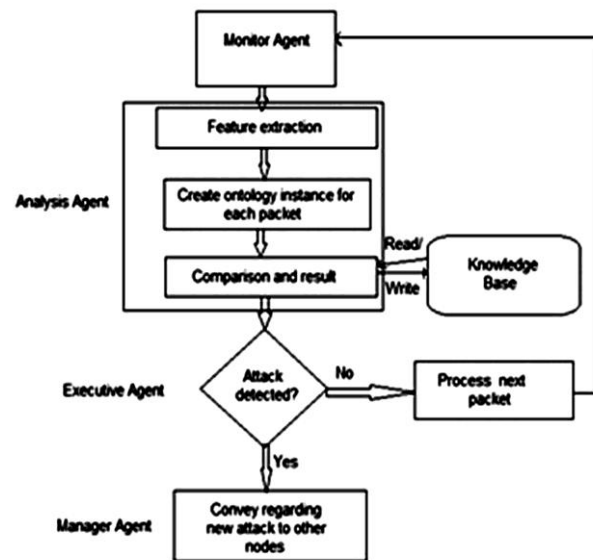 Monitor Agent
Feature extraction
Analysis Agent
Create ontology instance for
each packet
Read/
Comparison and result
Write
Knowledge
Base
Executive Agent
Attack
detected?
No
Process next
packet
Yes
Manager Agent
Convey regarding
new attack to other
nodes